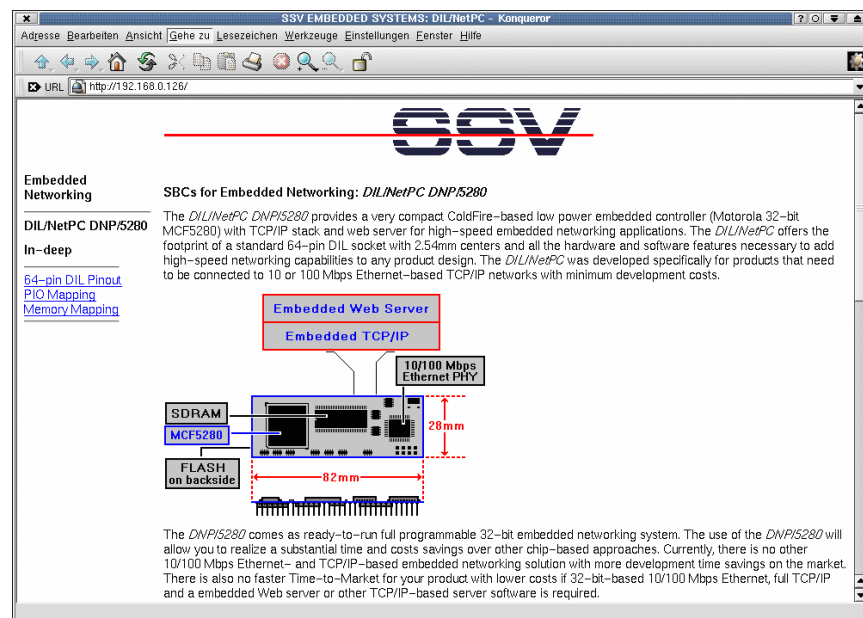 SSV EMBEDDED SYSTEMS: DIL/NetPC - Konqueror
Adresse Bearbeiten Ansicht Gehe zu Lesezeichen Werkzeuge Einstellungen Fenster Hilfe
URL http://192.168.0.126/
SSV
Embedded
Networking
DIL/NetPC DNP/5280
In-deep
64-pin DIL Pinout
PIO Mapping
Memory Mapping
SBCs for Embedded Networking: DIL/NetPC DNP/5280
The DIL/NetPC DNP/5280 provides a very compact ColdFire-based low power embedded controller (Motorola 32-bit
MCF5280) with TCP/IP stack and web server for high-speed embedded networking applications. The DIL/NetPC offers the
footprint of a standard 64-pin DIL socket with 2.54mm centers and all the hardware and software features necessary to add
high-speed networking capabilities to any product design. The DIL/NetPC was developed specifically for products that need
to be connected to 10 or 100 Mbps Ethernet-based TCP/IP networks with minimum development costs.
Embedded Web Server
Embedded TCP/IP
10/100 Mbps
Ethernet PHY
SDRAM
MCF5280
28mm
FLASH
on backside
82mm
The DNP/5280 comes as ready-to-run full programmable 32-bit embedded networking system. The use of the DNP/5280 will
allow you to realize a substantial time and costs savings over other chip-based approaches. Currently, there is no other
10/100 Mbps Ethernet- and TCP/IP-based embedded networking solution with more development time savings on the market.
There is also no faster Time-to-Market for your product with lower costs if 32-bit-based 10/100 Mbps Ethernet, full TCP/IP
and a embedded Web server or other TCP/IP-based server software is required.